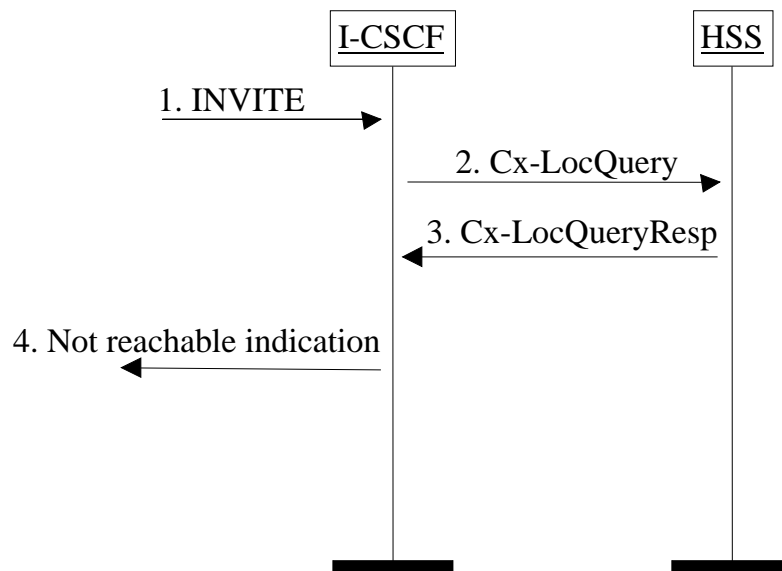 I-CSCF
HSS
1. INVITE
2. Cx-LocQuery
3. Cx-LocQueryResp
4. Not reachable indication